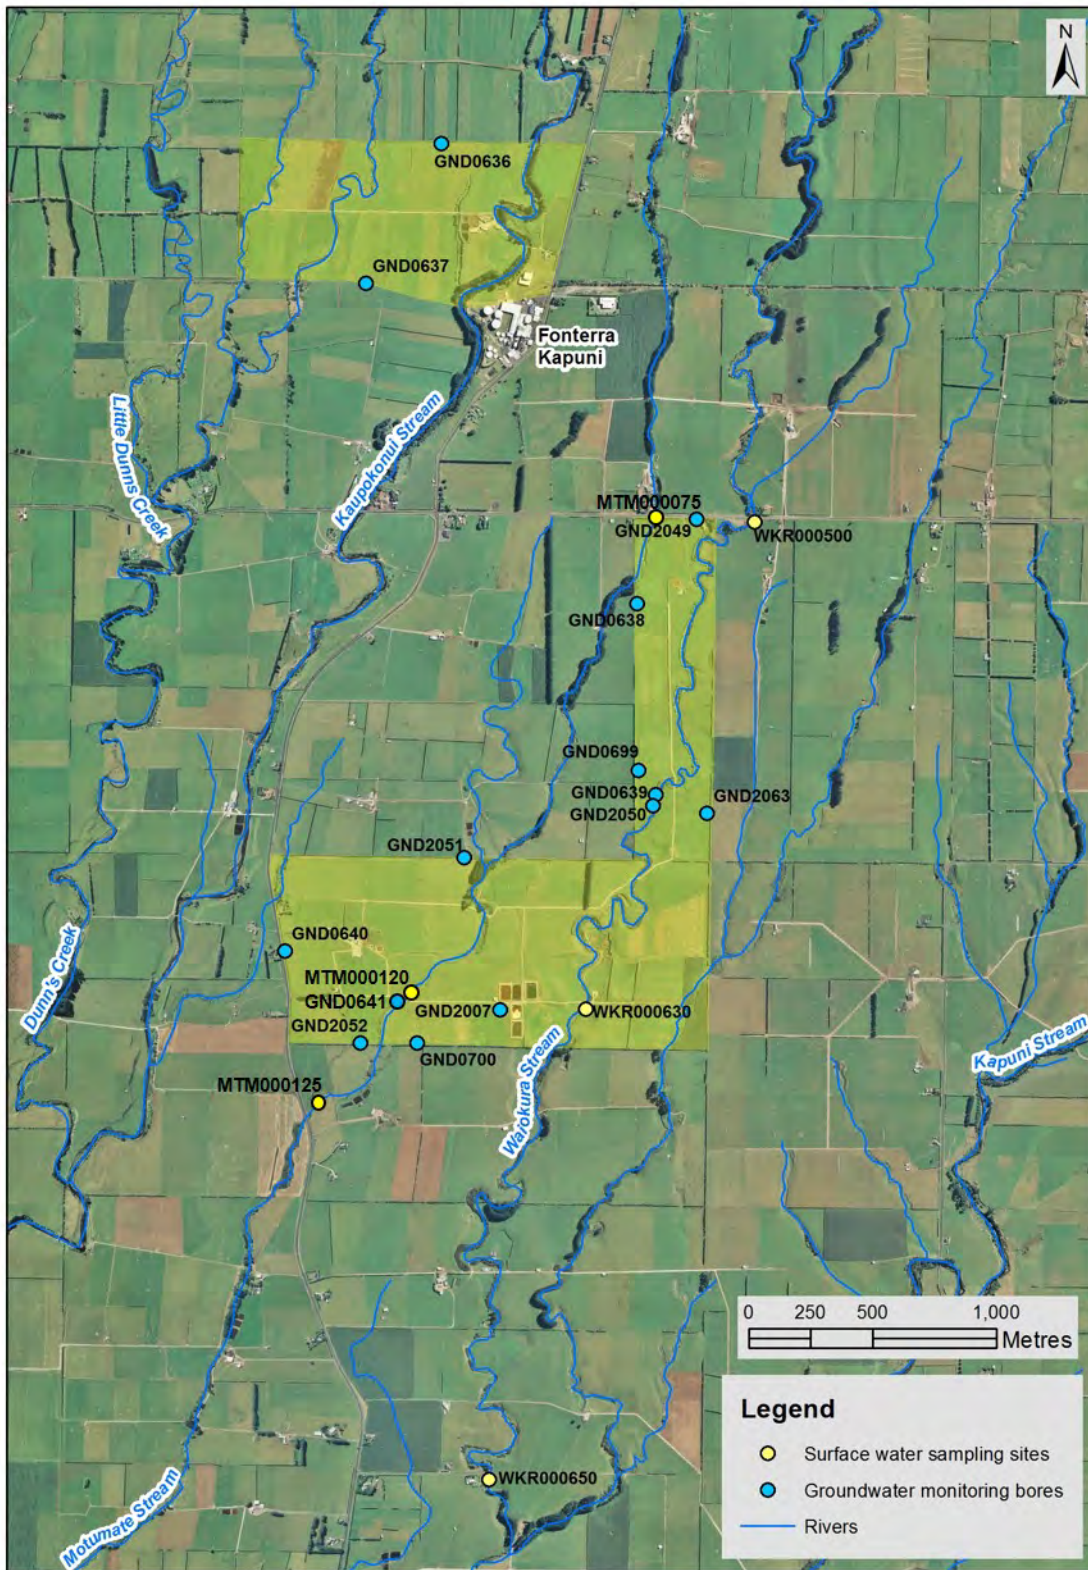 N
GND0636
GND0637
Fonterra
Kapuni
Little Dunns Creek
Kaupokonui Stream
MTM000075
GND2049
WKR000500
GND0638
GND0699
GND0639
GND2050
GND2063
GND2051
GND0640
MTM000120
GND0641
GND2007
WKR000630
Dunn's Creek
GND2052
GND0700
Kapuni Stream
MTM000125
Waiokura Stream
0 250 500 1,000
Metres
Legend
Surface water sampling sites
Groundwater monitoring bores
Rivers
WKR000650
Motumate Stream